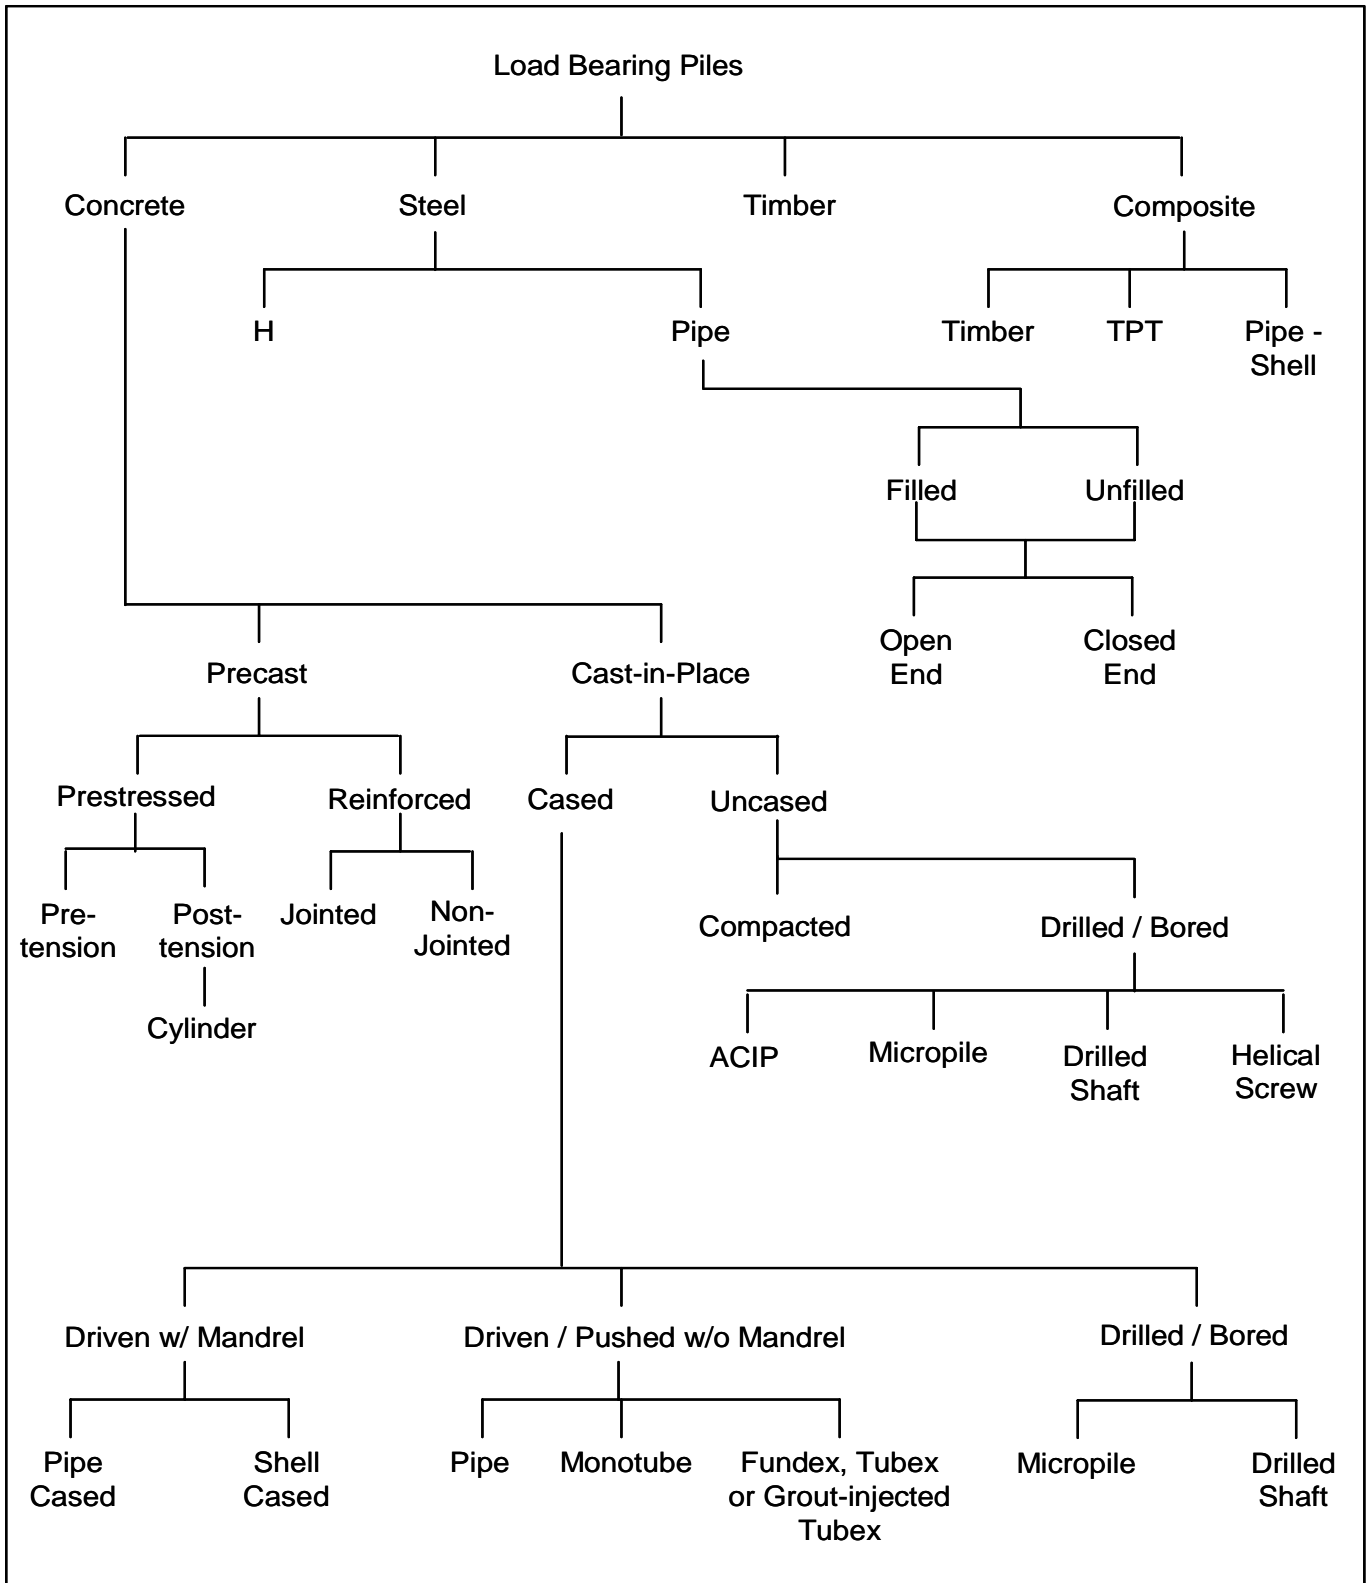 Load Bearing Piles
Concrete
Steel
Timber
Composite
H
Pipe
Timber
TPT
Pipe -
Shell
Filled
Unfilled
Open
End
Closed
End
Precast
Cast-in-Place
Prestressed
Reinforced
Cased
Uncased
Pre-
tension
Post-
tension
Jointed
Non-
Jointed
Compacted
Drilled / Bored
Cylinder
ACIP
Micropile
Drilled
Shaft
Helical
Screw
Driven w/ Mandrel
Driven / Pushed w/o Mandrel
Drilled / Bored
Pipe
Cased
Shell
Cased
Pipe
Monotube
Fundex, Tubex
or Grout-injected
Tubex
Micropile
Drilled
Shaft